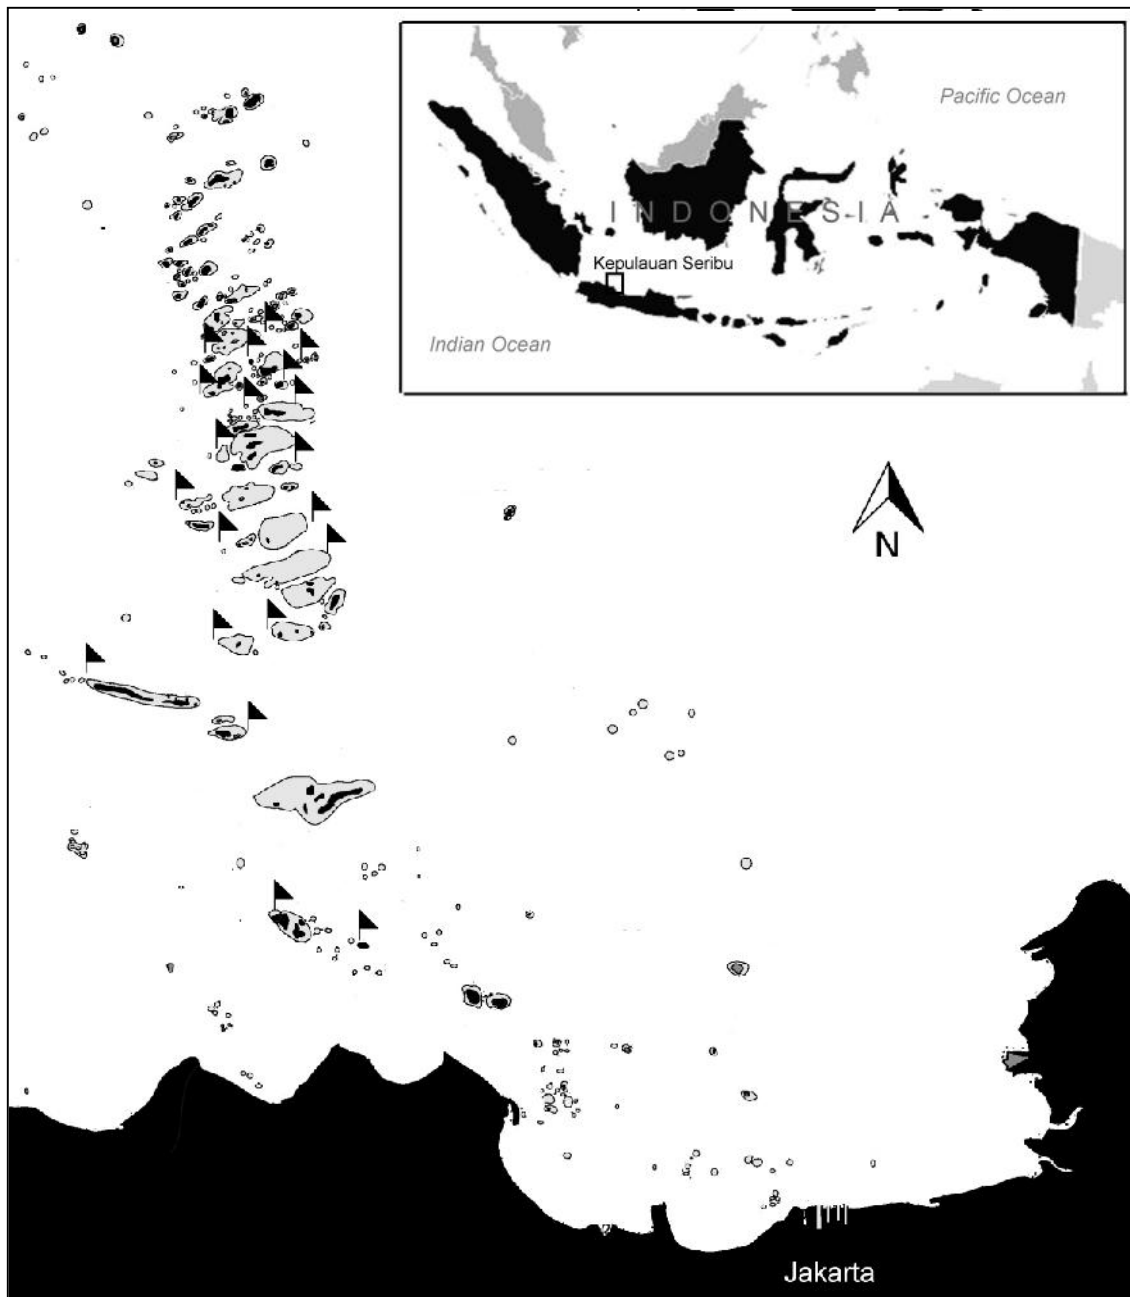 Pacific Ocean
INDONESIA
Kepulauan Seribu
Indian Ocean
N
Jakarta